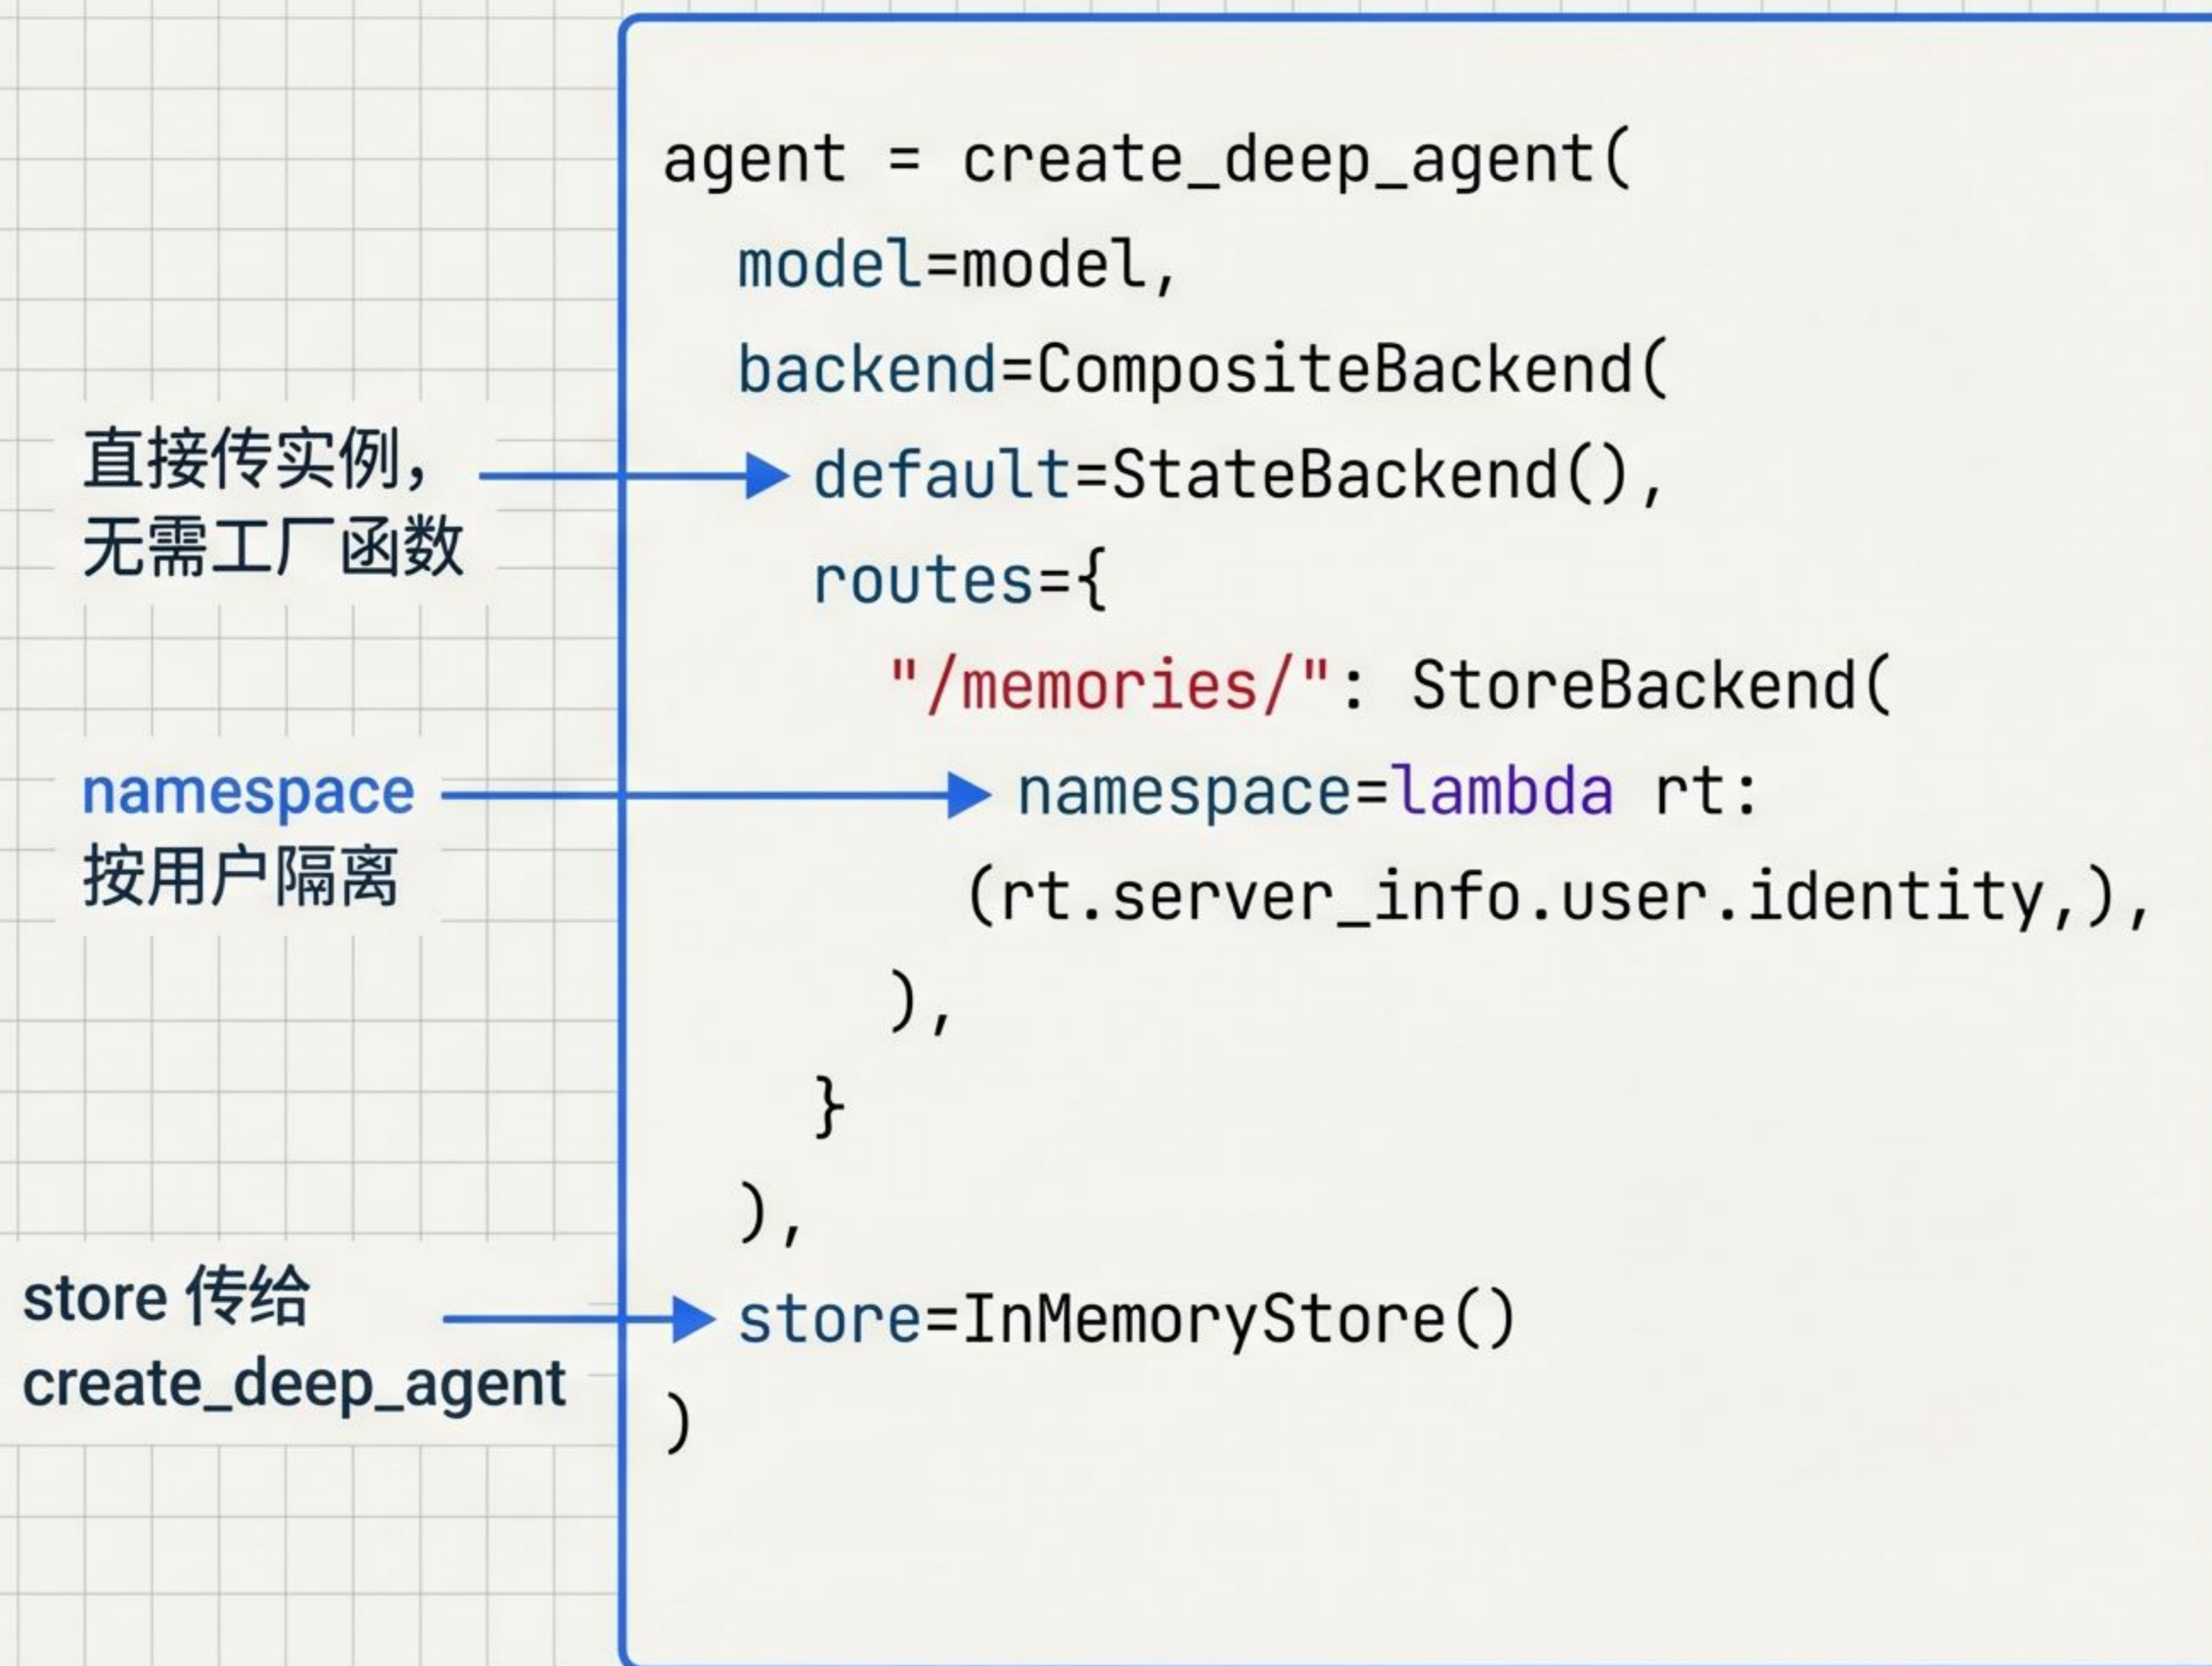 agent = create_deep_agent(
model=model,
backend=CompositeBackend(
直接传实例，
无需工厂函数
default=StateBackend(),
routes={
"/memories/": StoreBackend(
namespace
按用户隔离
namespace=lambda rt:
(rt.server_info.user.identity,),
),
}
),
store 传给
create_deep_agent
store=InMemoryStore()
)